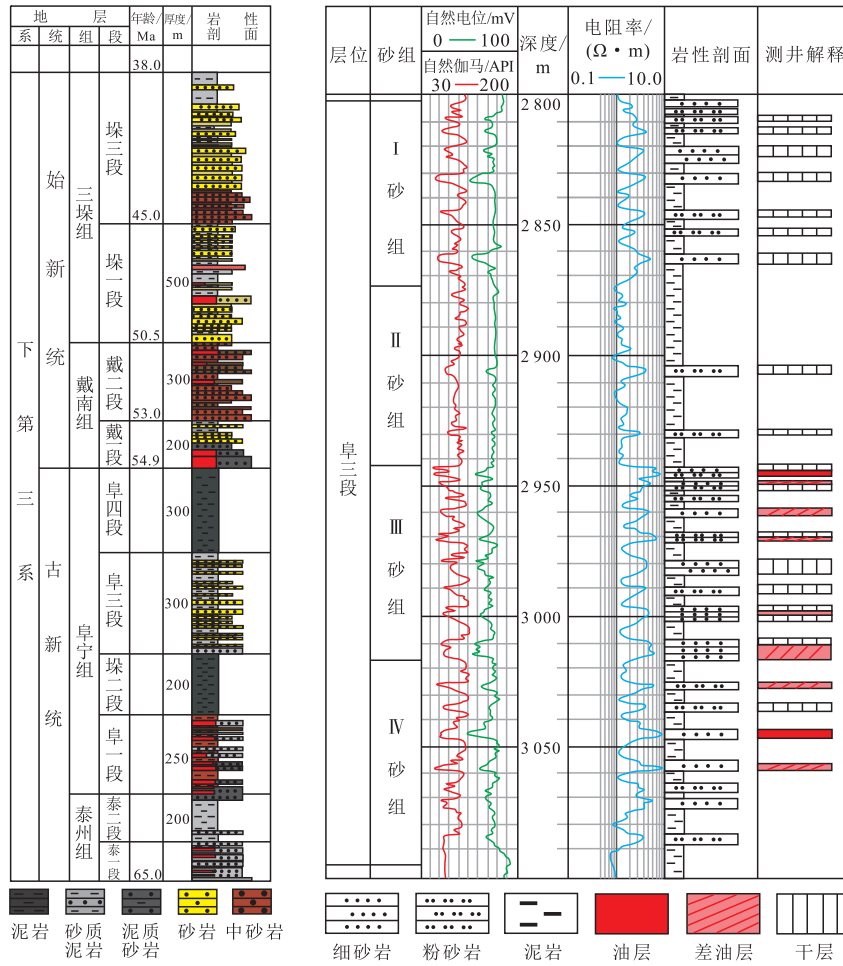 地 层
系 统 组 段
年龄/
Ma
厚度/
m
岩 性
剖 面
38.0
下 第 三 系
始 新 统
古 新 统
三垛组
垛三段
45.0
垛一段
500
50.5
戴南组
戴二段
300
53.0
戴一段
200
54.9
阜宁组
阜四段
300
阜三段
300
垛二段
200
阜一段
250
泰州组
泰二段
200
泰一段
65.0
泥岩
砂质
泥岩
泥质
砂岩
砂岩
中砂岩
层位
砂组
自然电位/mV
0 100
自然伽马/API
30 200
深度/
m
电阻率/
(Ω·m)
0.1 10.0
岩性剖面
测井解释
阜三段
Ⅰ
砂
组
Ⅱ
砂
组
Ⅲ
砂
组
Ⅳ
砂
组
2 800
2 850
2 900
2 950
3 000
3 050
细砂岩
粉砂岩
泥岩
油层
差油层
干层